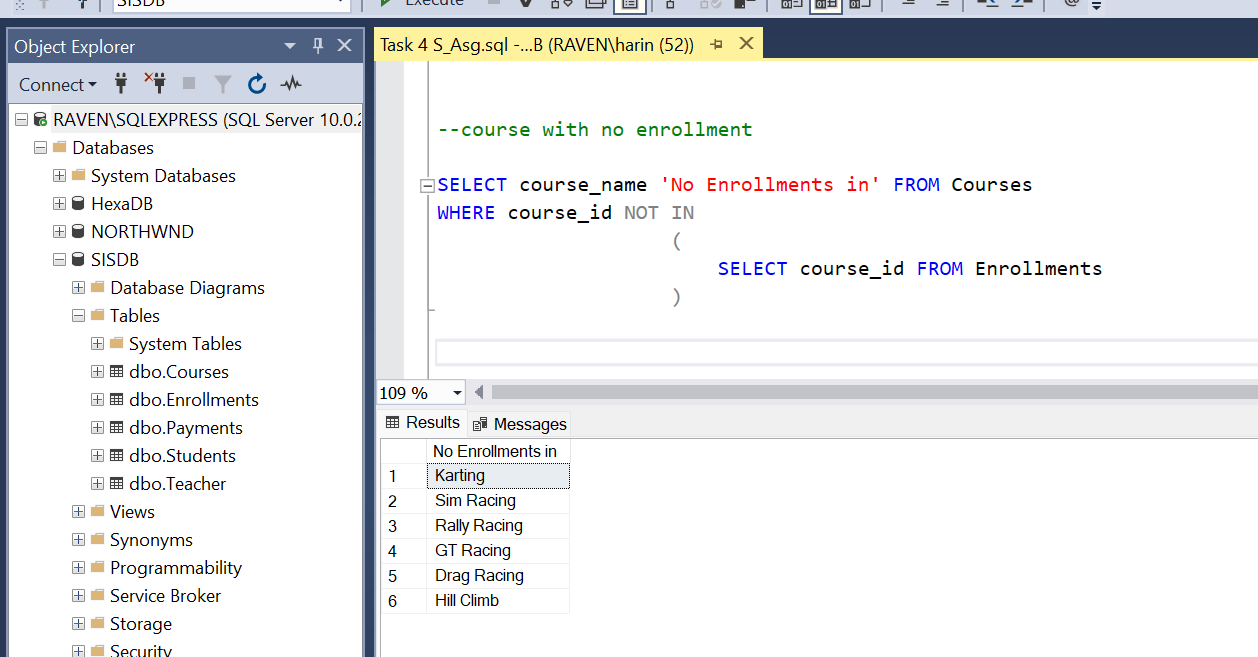 SISDB
Execute
Object Explorer
Connect
RAVEN\SQLEXPRESS (SQL Server 10.0.2
Databases
System Databases
HexaDB
NORTHWND
SISDB
Database Diagrams
Tables
System Tables
dbo.Courses
dbo.Enrollments
dbo.Payments
dbo.Students
dbo.Teacher
Views
Synonyms
Programmability
Service Broker
Storage
Security
Task 4 S_Asg.sql -...B (RAVEN\harin (52))
--course with no enrollment
SELECT course_name 'No Enrollments in' FROM Courses
WHERE course_id NOT IN
(
SELECT course_id FROM Enrollments
)
109 %
Results Messages
No Enrollments in
1 Karting
2 Sim Racing
3 Rally Racing
4 GT Racing
5 Drag Racing
6 Hill Climb